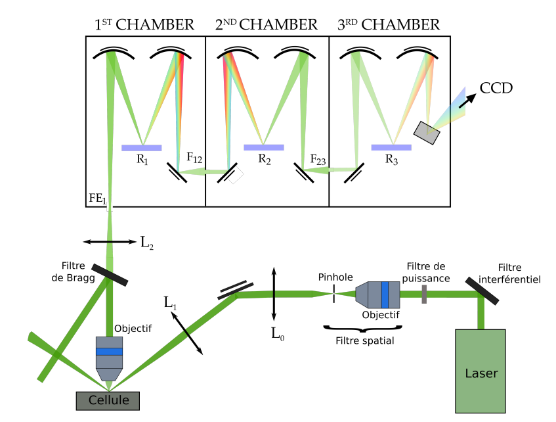 1ST CHAMBER 2ND CHAMBER 3RD CHAMBER
CCD
R1 F12 R2 F23 R3
FE1
L2
Filtre
de Bragg
Objectif
L1
L0
Pinhole
Filtre de
puissance
Filtre
interférentiel
Objectif
Filtre spatial
Laser
Cellule